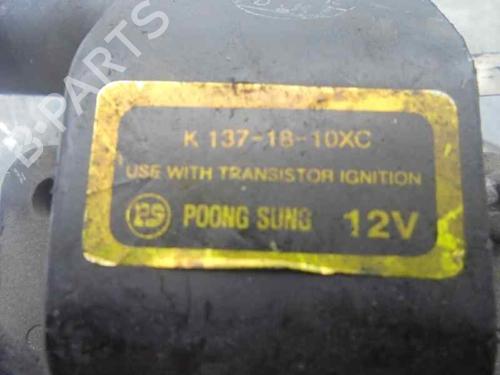 B-PARTS
K 137-18-10XC
USE WITH TRANSISTOR IGNITION
PS POONG SUNG 12V